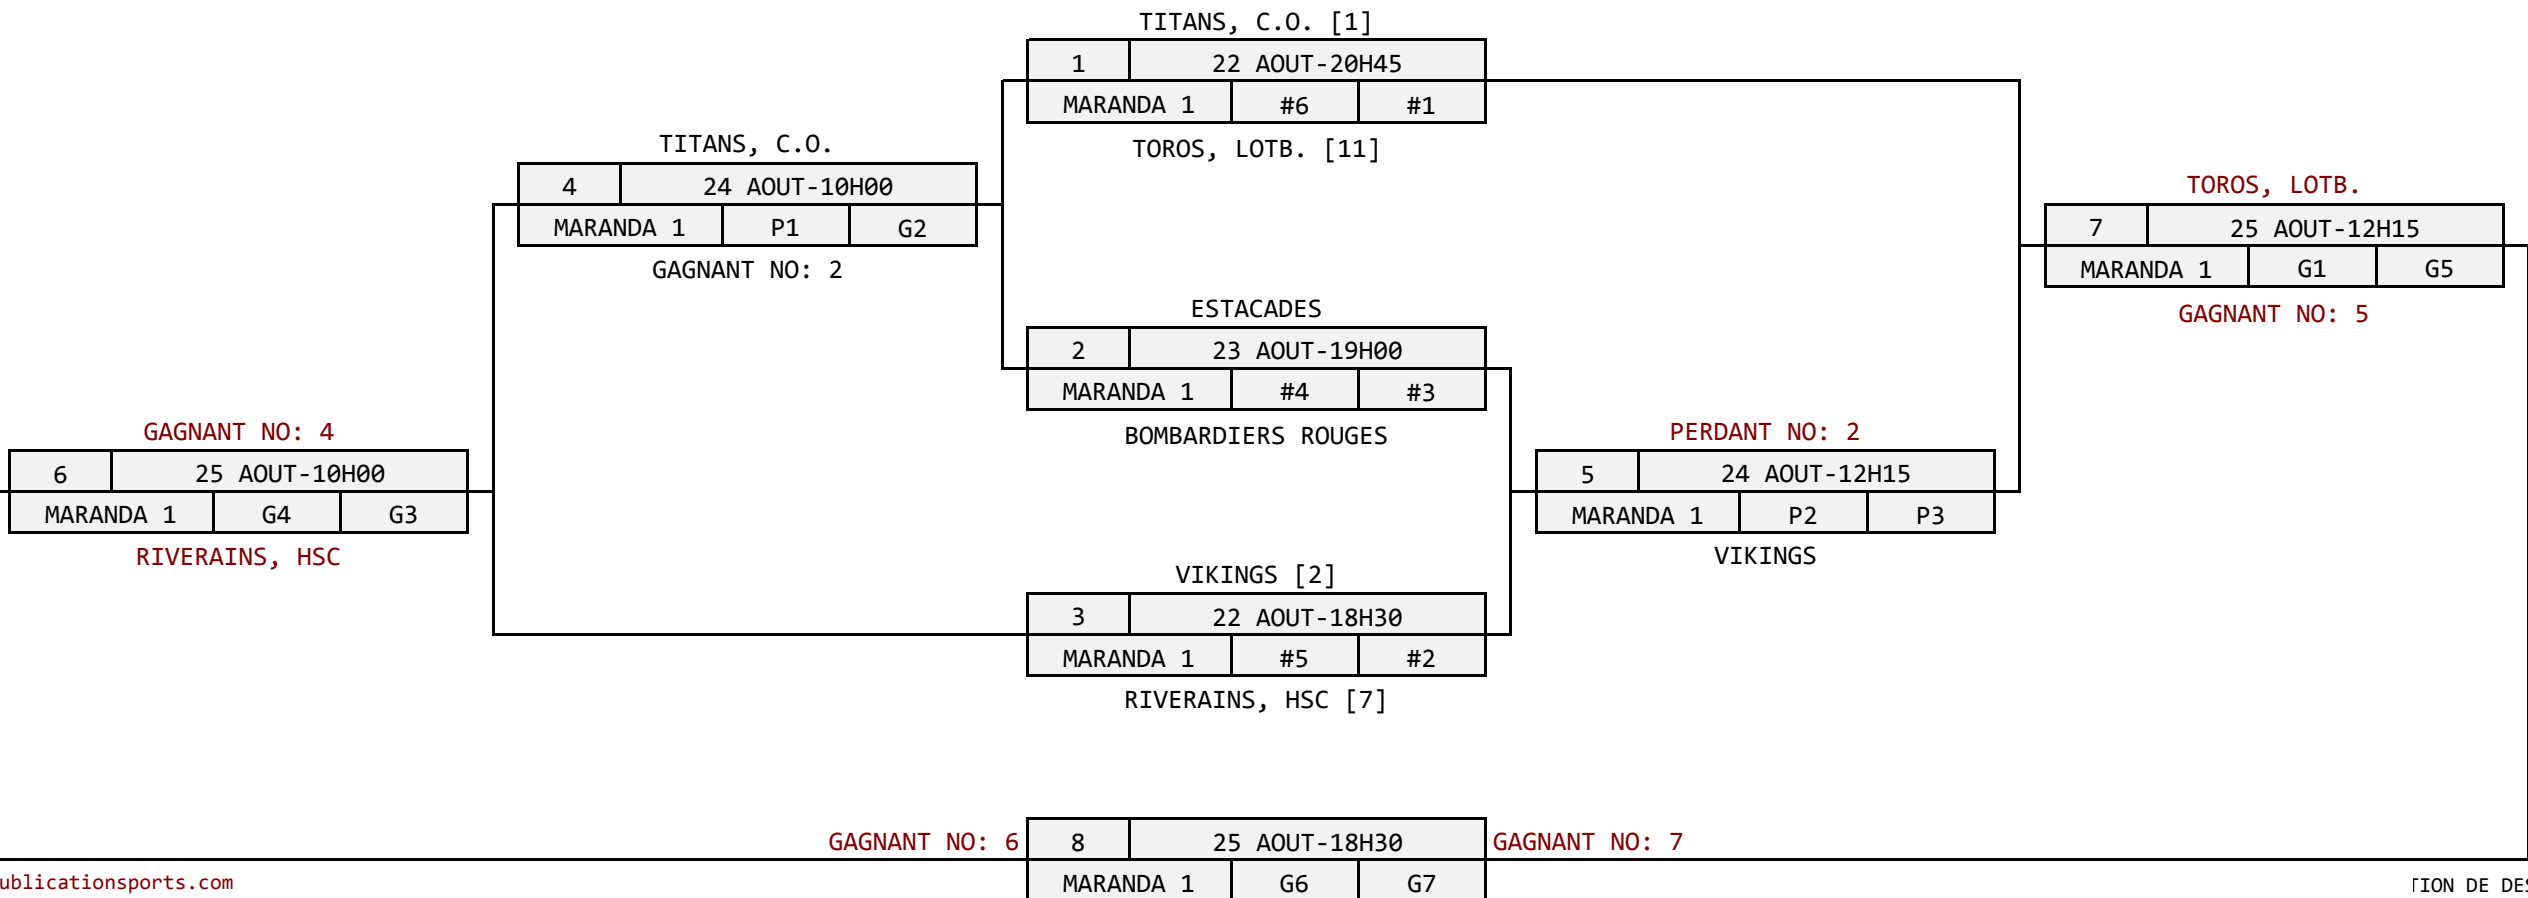 TITANS, C.O. [1]
1 22 AOUT-20H45
MARANDA 1 #6 #1
TOROS, LOTB. [11]
TITANS, C.O.
4 24 AOUT-10H00
MARANDA 1 P1 G2
GAGNANT NO: 2
TOROS, LOTB.
7 25 AOUT-12H15
MARANDA 1 G1 G5
GAGNANT NO: 5
ESTACADES
2 23 AOUT-19H00
MARANDA 1 #4 #3
BOMBARDIERS ROUGES
GAGNANT NO: 4
6 25 AOUT-10H00
MARANDA 1 G4 G3
RIVERAINS, HSC
PERDANT NO: 2
5 24 AOUT-12H15
MARANDA 1 P2 P3
VIKINGS
VIKINGS [2]
3 22 AOUT-18H30
MARANDA 1 #5 #2
RIVERAINS, HSC [7]
GAGNANT NO: 6 8 25 AOUT-18H30 GAGNANT NO: 7
MARANDA 1 G6 G7
ublicationsports.com
TION DE DES